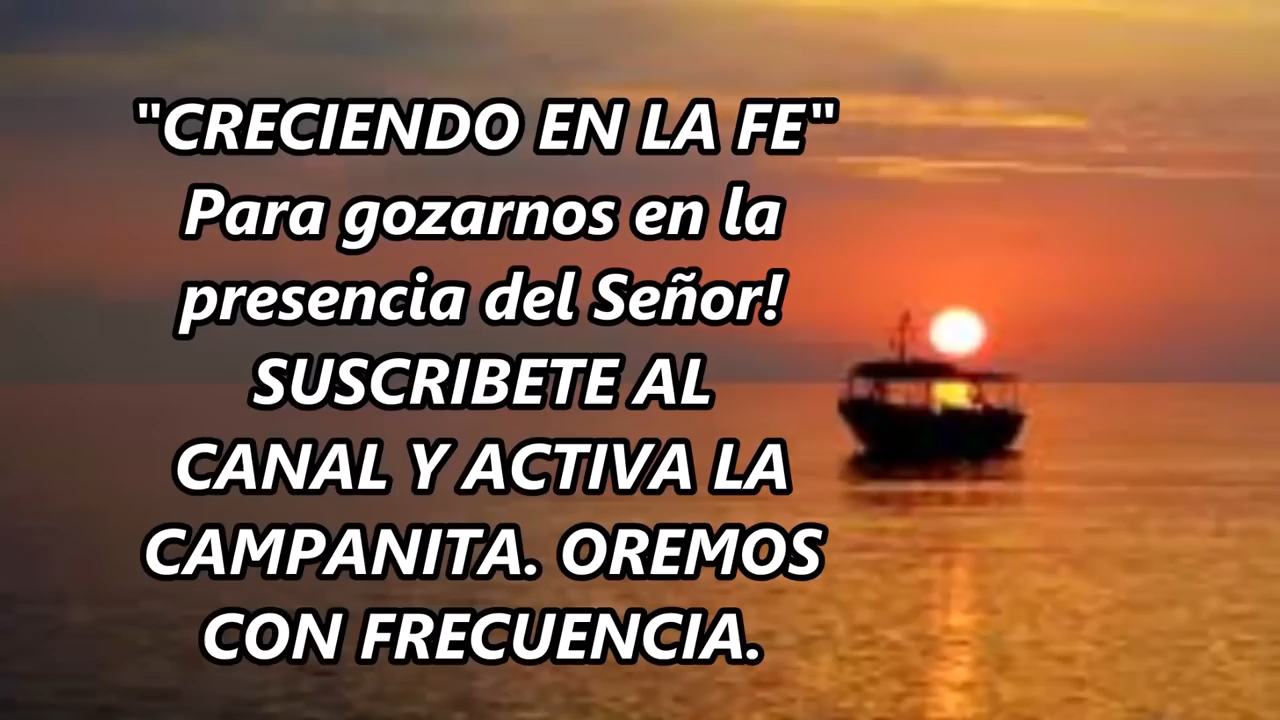 "CRECIENDO EN LA FE"
Para gozarnos en la
presencia del Señor!
SUSCRIBETE AL
CANAL Y ACTIVA LA
CAMPANITA. OREMOS
CON FRECUENCIA.